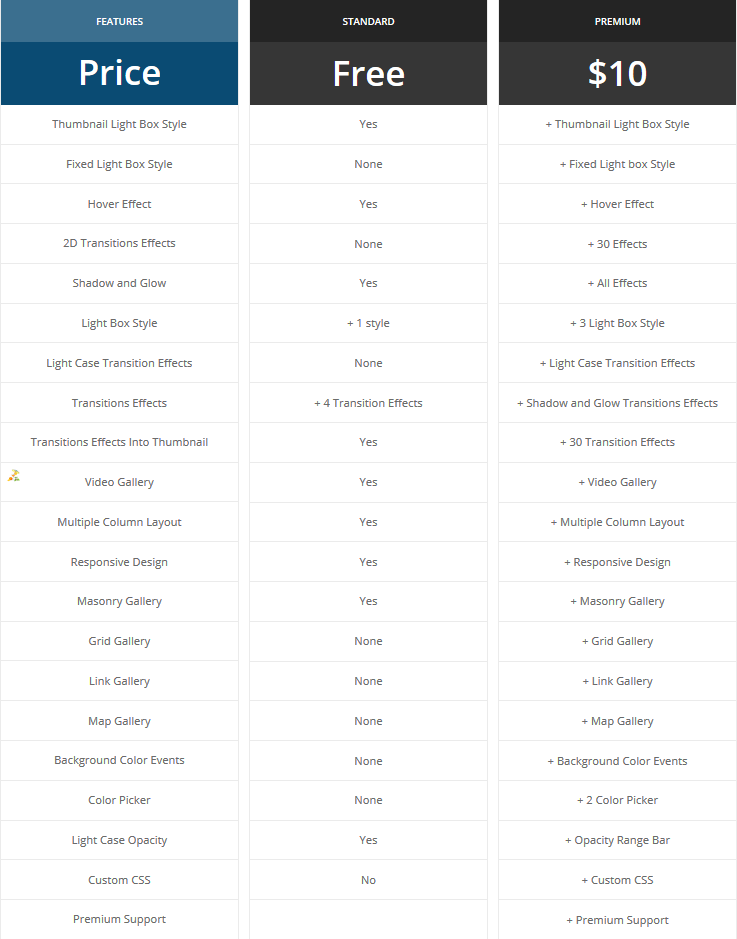 FEATURES STANDARD PREMIUM
Price Free $10
Thumbnail Light Box Style Yes + Thumbnail Light Box Style
Fixed Light Box Style None + Fixed Light box Style
Hover Effect Yes + Hover Effect
2D Transitions Effects None + 30 Effects
Shadow and Glow Yes + All Effects
Light Box Style + 1 style + 3 Light Box Style
Light Case Transition Effects None + Light Case Transition Effects
Transitions Effects + 4 Transition Effects + Shadow and Glow Transitions Effects
Transitions Effects Into Thumbnail Yes + 30 Transition Effects
Video Gallery Yes + Video Gallery
Multiple Column Layout Yes + Multiple Column Layout
Responsive Design Yes + Responsive Design
Masonry Gallery Yes + Masonry Gallery
Grid Gallery None + Grid Gallery
Link Gallery None + Link Gallery
Map Gallery None + Map Gallery
Background Color Events None + Background Color Events
Color Picker None + 2 Color Picker
Light Case Opacity Yes + Opacity Range Bar
Custom CSS No + Custom CSS
Premium Support + Premium Support